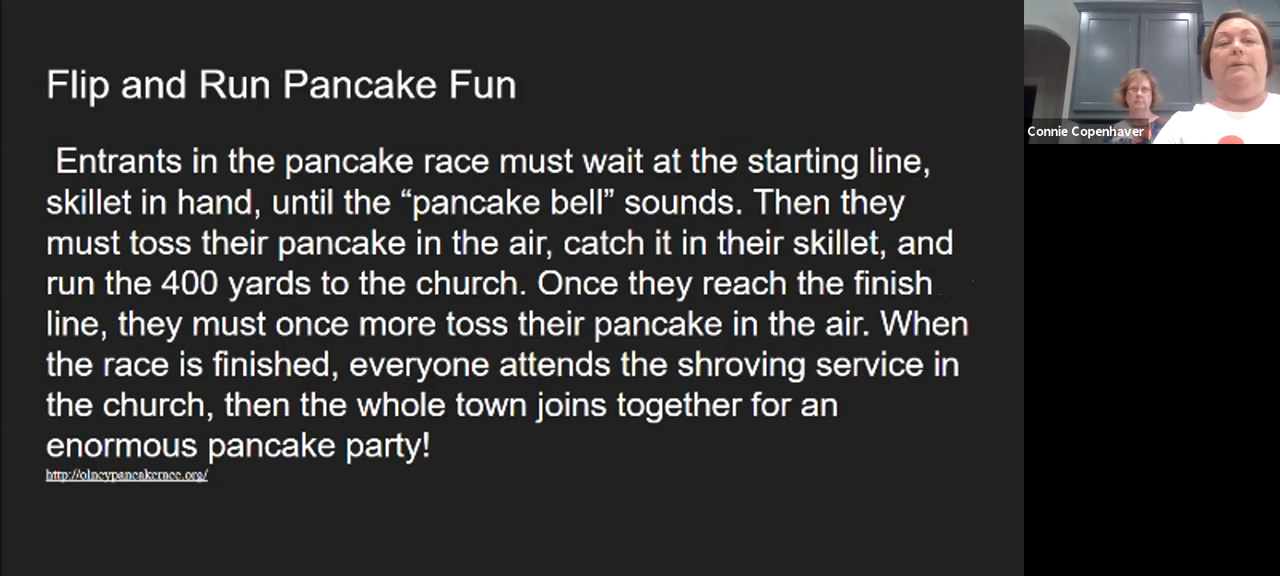 Flip and Run Pancake Fun
Entrants in the pancake race must wait at the starting line,
skillet in hand, until the “pancake bell” sounds. Then they
must toss their pancake in the air, catch it in their skillet, and
run the 400 yards to the church. Once they reach the finish
line, they must once more toss their pancake in the air. When
the race is finished, everyone attends the shroving service in
the church, then the whole town joins together for an
enormous pancake party!
http://olneypancakerace.org/
Connie Copenhaver